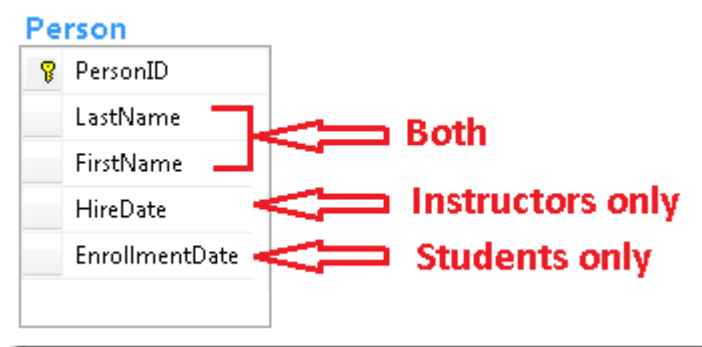 Person
PersonID
LastName
FirstName
Both
HireDate
Instructors only
EnrollmentDate
Students only